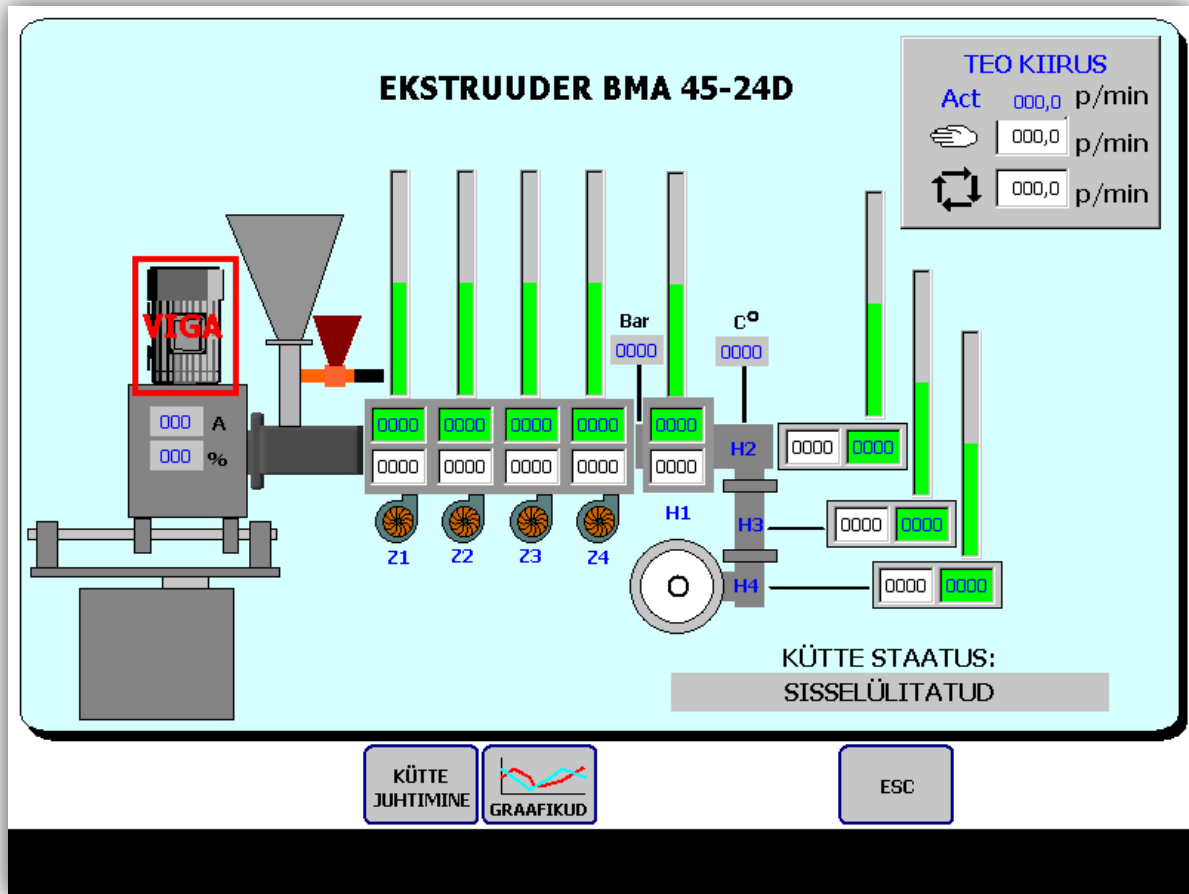 EKSTRUUDER BMA 45-24D
TEO KIIRUS
Act 000,0 p/min
000,0 p/min
000,0 p/min
VIGA
Bar
0000
C°
0000
000 A
000 %
0000 0000 0000 0000 0000
0000 0000 0000 0000 0000
H1
H2
0000 0000
H3
0000 0000
H4
0000 0000
Z1 Z2 Z3 Z4
KÜTTE STAATUS:
SISSELÜLITATUD
KÜTTE
JUHTIMINE
GRAAFIKUD
ESC